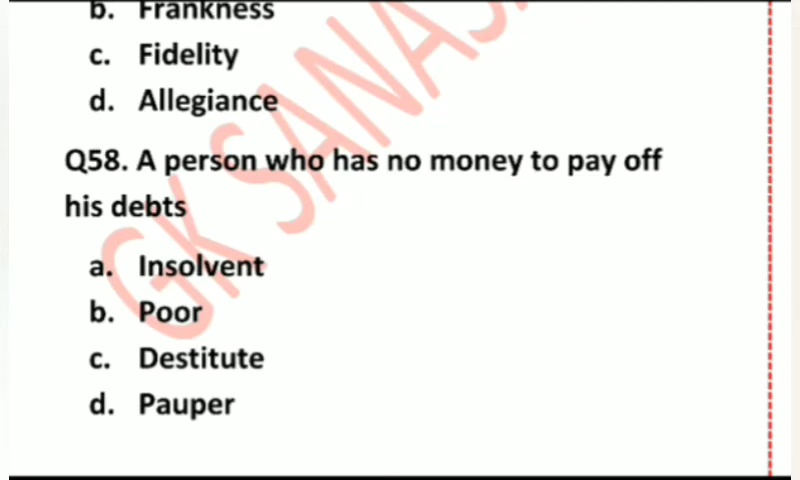 b. Frankness
c. Fidelity
d. Allegiance
Q58. A person who has no money to pay off
his debts
a. Insolvent
b. Poor
c. Destitute
d. Pauper
GK SANAS